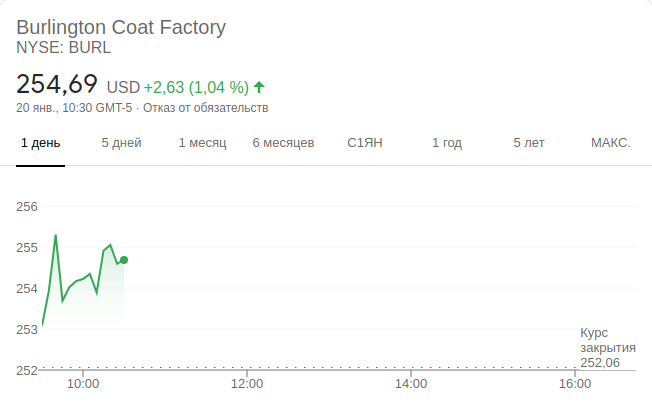 Burlington Coat Factory
NYSE: BURL
254,69 USD +2,63 (1,04 %)
20 янв., 10:30 GMT-5 · Отказ от обязательств
1 день 5 дней 1 месяц 6 месяцев С1ЯН 1 год 5 лет МАКС.
256
255
254
253
252
Курс
закрытия
252,06
10:00 12:00 14:00 16:00